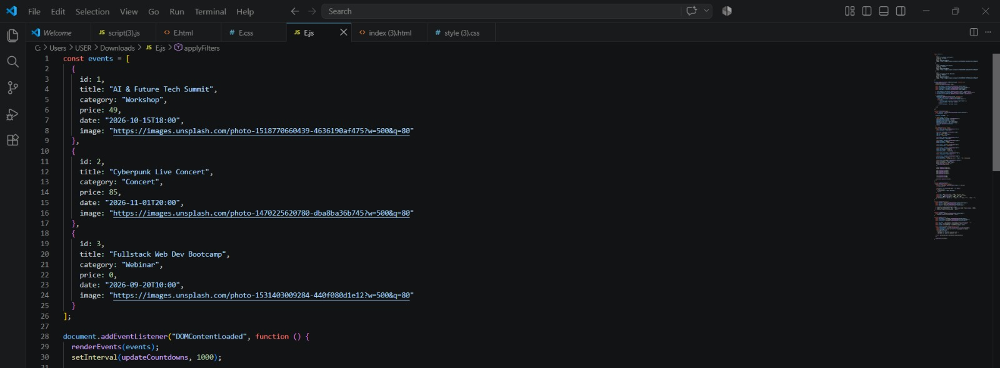 File Edit Selection View Go Run Terminal Help Search
Welcome JS script(3).js <> E.html # E.css JS E.js <> index (3).html # style (3).css
C: > Users > USER > Downloads > JS E.js > applyFilters
1 const events = [
2 {
3 id: 1,
4 title: "AI & Future Tech Summit",
5 category: "Workshop",
6 price: 49,
7 date: "2026-10-15T18:00",
8 image: "https://images.unsplash.com/photo-1518770660439-4636190af475?w=500&q=80"
9 },
10 {
11 id: 2,
12 title: "Cyberpunk Live Concert",
13 category: "Concert",
14 price: 85,
15 date: "2026-11-01T20:00",
16 image: "https://images.unsplash.com/photo-1470225620780-dba8ba36b745?w=500&q=80"
17 },
18 {
19 id: 3,
20 title: "Fullstack Web Dev Bootcamp",
21 category: "Webinar",
22 price: 0,
23 date: "2026-09-20T10:00",
24 image: "https://images.unsplash.com/photo-1531403009284-440f080d1e12?w=500&q=80"
25 }
26 ];
27
28 document.addEventListener("DOMContentLoaded", function () {
29 renderEvents(events);
30 setInterval(updateCountdowns, 1000);
31